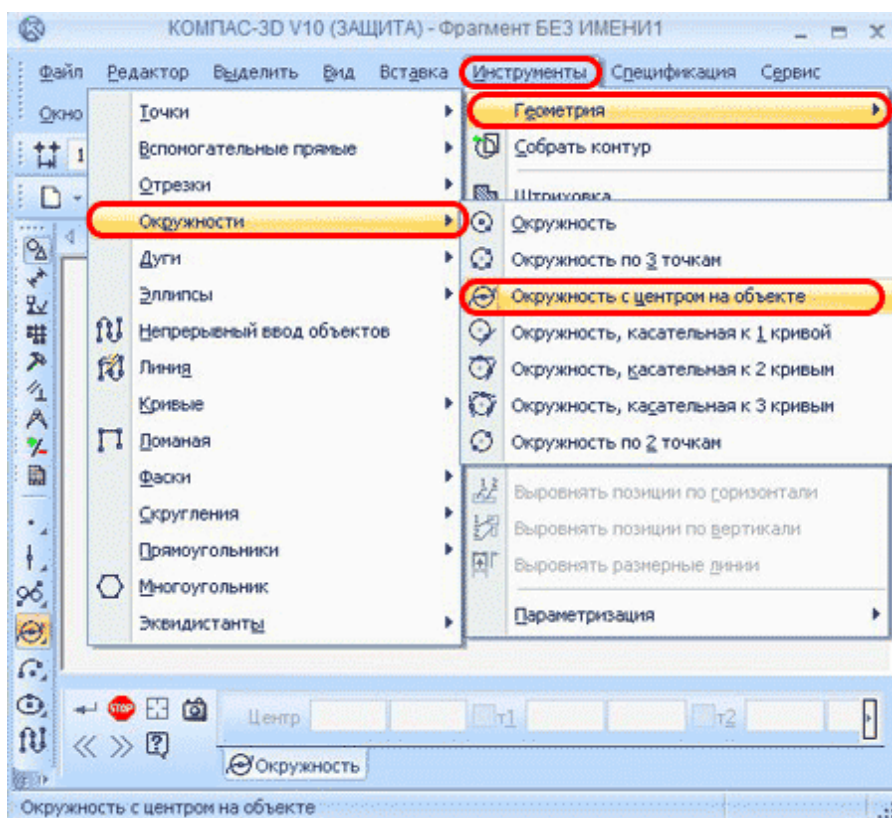 КОМПАС-3D V10 (ЗАЩИТА) - Фрагмент БЕЗ ИМЕНИ1
Файл Редактор Выделить Вид Вставка Инструменты Спецификация Сервис
Окно
1
Точки
Вспомогательные прямые
Отрезки
Окружности
Дуги
Эллипсы
Непрерывный ввод объектов
Линия
Кривые
Ломаная
Фаски
Скругления
Прямоугольники
Многоугольник
Эквидистанты
Геометрия
Собрать контур
Штриховка
Окружность
Окружность по 3 точкам
Окружность с центром на объекте
Окружность, касательная к 1 кривой
Окружность, касательная к 2 кривым
Окружность, касательная к 3 кривым
Окружность по 2 точкам
Выровнять позиции по горизонтали
Выровнять позиции по вертикали
Выровнять размерные линии
Параметризация
STOP
Центр т1 т2
Окружность
Окружность с центром на объекте